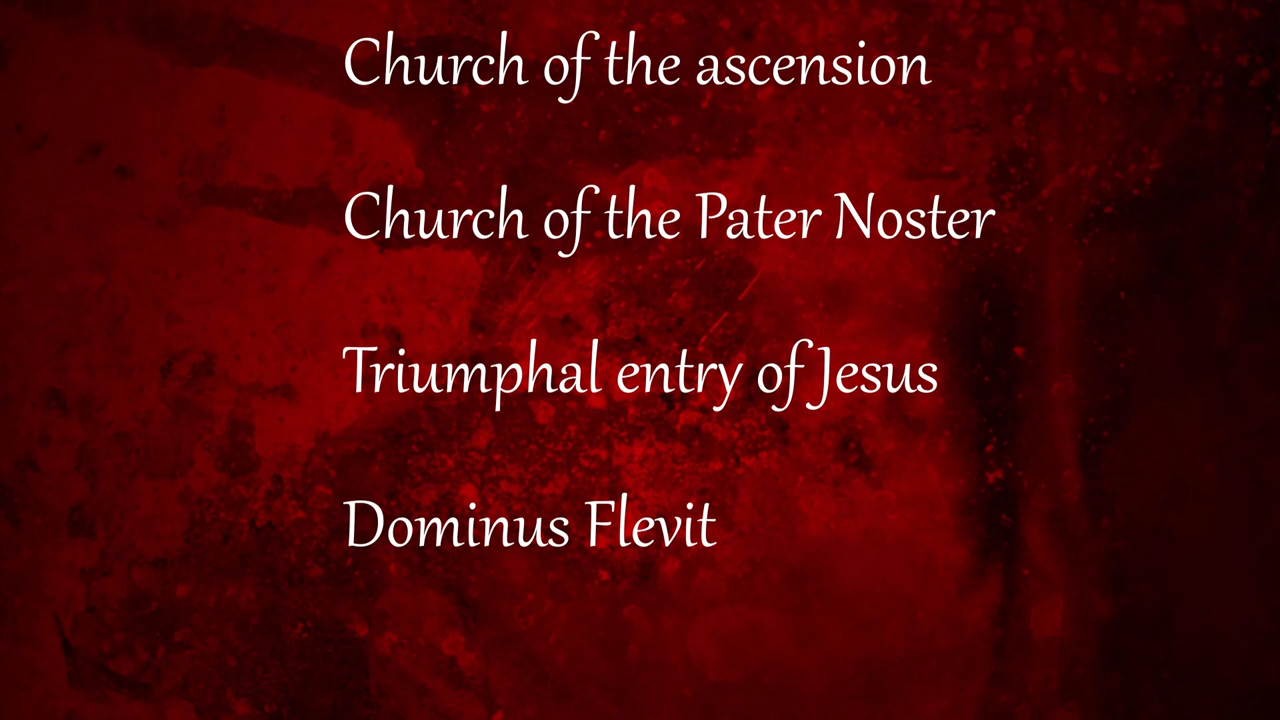 Church of the ascension
Church of the Pater Noster
Triumphal entry of Jesus
Dominus Flevit